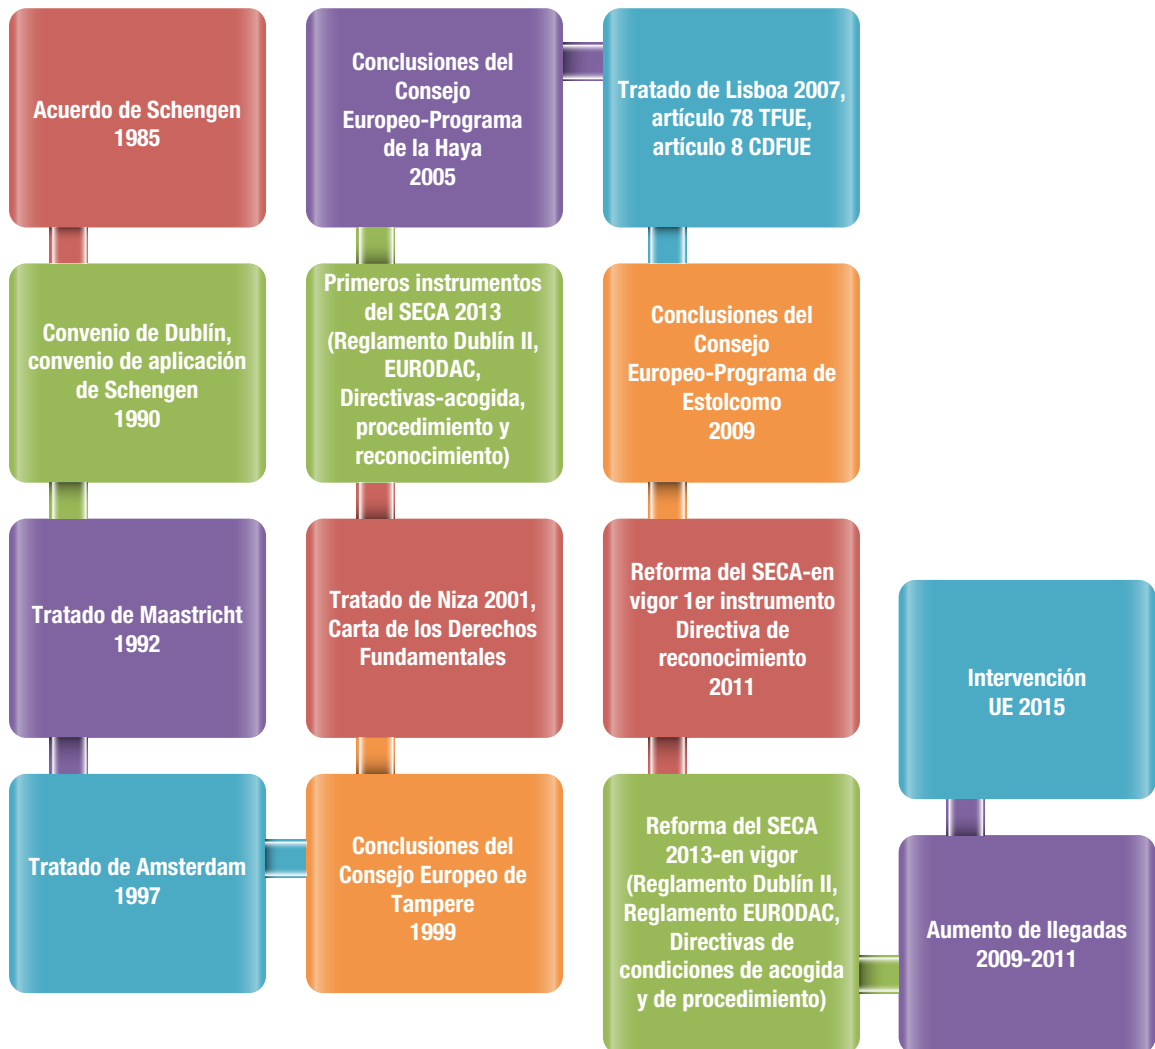 Acuerdo de Schengen
1985
Convenio de Dublín,
convenio de aplicación
de Schengen
1990
Tratado de Maastricht
1992
Tratado de Amsterdam
1997
Conclusiones del
Consejo Europeo de
Tampere
1999
Tratado de Niza 2001,
Carta de los Derechos
Fundamentales
Primeros instrumentos
del SECA 2013
(Reglamento Dublín II,
EURODAC,
Directivas-acogida,
procedimiento y
reconocimiento)
Conclusiones del
Consejo
Europeo-Programa
de la Haya
2005
Tratado de Lisboa 2007,
artículo 78 TFUE,
artículo 8 CDFUE
Conclusiones del
Consejo
Europeo-Programa de
Estolcomo
2009
Reforma del SECA-en
vigor 1er instrumento
Directiva de
reconocimiento
2011
Reforma del SECA
2013-en vigor
(Reglamento Dublín II,
Reglamento EURODAC,
Directivas de
condiciones de acogida
y de procedimiento)
Aumento de llegadas
2009-2011
Intervención
UE 2015